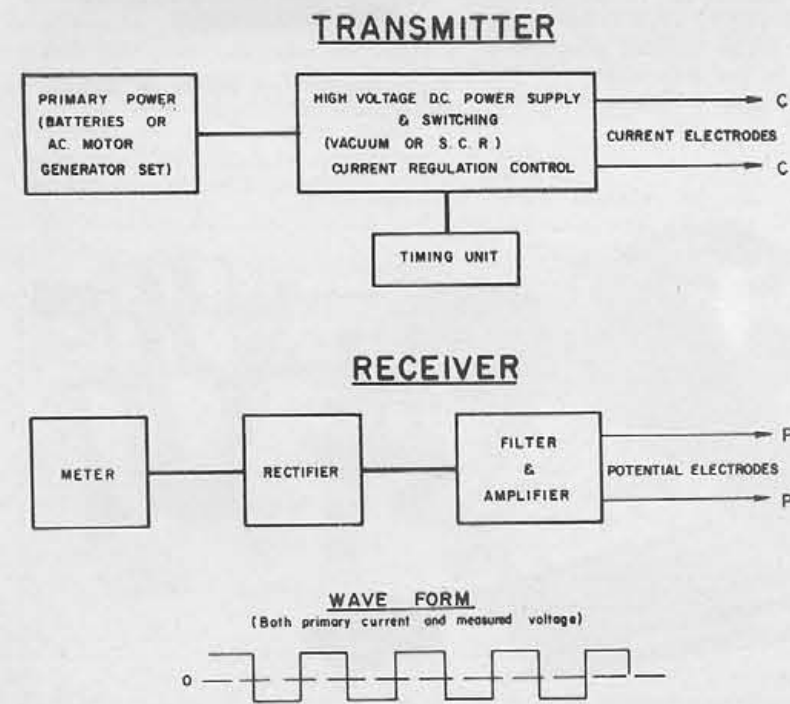 TRANSMITTER
PRIMARY POWER
(BATTERIES OR
A.C. MOTOR
GENERATOR SET)
HIGH VOLTAGE D.C. POWER SUPPLY
& SWITCHING
(VACUUM OR S.C.R)
CURRENT REGULATION CONTROL
C
CURRENT ELECTRODES
C
TIMING UNIT
RECEIVER
METER
RECTIFIER
FILTER
&
AMPLIFIER
P
POTENTIAL ELECTRODES
P
WAVE FORM
(Both primary current and measured voltage)
0